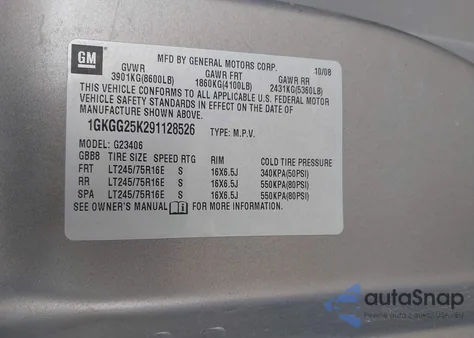 GM
MFD BY GENERAL MOTORS CORP. 10/08
GVWR GAWR FRT GAWR RR
3901KG(8600LB) 1860KG(4100LB) 2431KG(5360LB)
THIS VEHICLE CONFORMS TO ALL APPLICABLE U.S. FEDERAL MOTOR
VEHICLE SAFETY STANDARDS IN EFFECT ON THE DATE OF
MANUFACTURE SHOWN ABOVE.
1GKGG25K291128526 TYPE: M.P.V.
MODEL: G23406
GBB8 TIRE SIZE SPEED RTG RIM COLD TIRE PRESSURE
FRT LT245/75R16E S 16X6.5J 340KPA(50PSI)
RR LT245/75R16E S 16X6.5J 550KPA(80PSI)
SPA LT245/75R16E S 16X6.5J 550KPA(80PSI)
SEE OWNER'S MANUAL FOR MORE INFORMATION
autoSnap